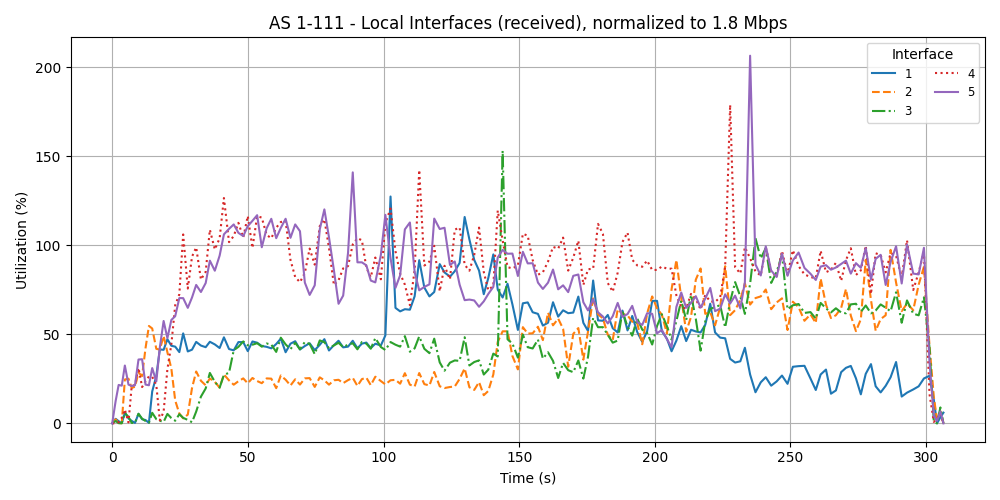 AS 1-111 - Local Interfaces (received), normalized to 1.8 Mbps
Utilization (%)
200
150
100
50
0
0 50 100 150 200 250 300
Time (s)
Interface
1 4
2 5
3